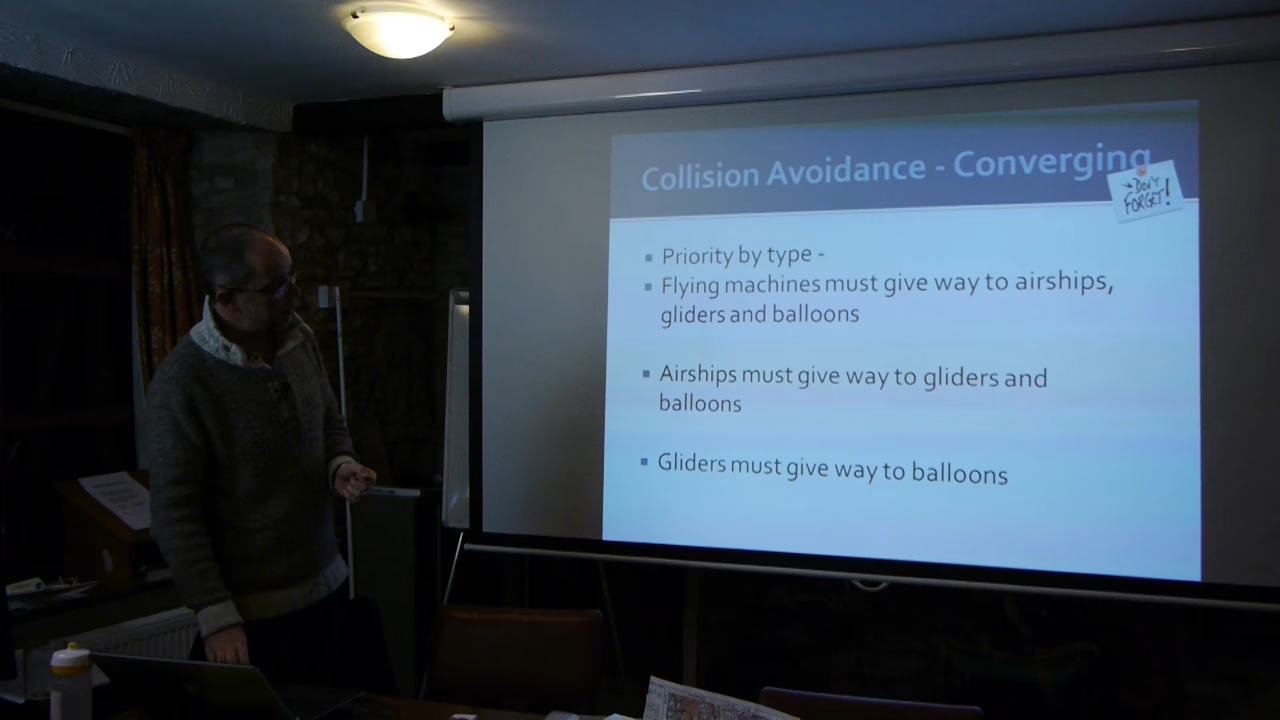 Collision Avoidance - Converging
→ DON'T
FORGET!
▪ Priority by type -
▪ Flying machines must give way to airships,
gliders and balloons
▪ Airships must give way to gliders and
balloons
▪ Gliders must give way to balloons